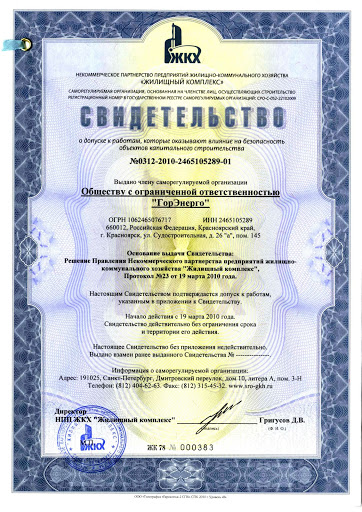 ЖКХ
НЕКОММЕРЧЕСКОЕ ПАРТНЕРСТВО ПРЕДПРИЯТИЙ ЖИЛИЩНО-КОММУНАЛЬНОГО ХОЗЯЙСТВА
«ЖИЛИЩНЫЙ КОМПЛЕКС»
САМОРЕГУЛИРУЕМАЯ ОРГАНИЗАЦИЯ, ОСНОВАННАЯ НА ЧЛЕНСТВЕ ЛИЦ, ОСУЩЕСТВЛЯЮЩИХ СТРОИТЕЛЬСТВО
РЕГИСТРАЦИОННЫЙ НОМЕР В ГОСУДАРСТВЕННОМ РЕЕСТРЕ САМОРЕГУЛИРУЕМЫХ ОРГАНИЗАЦИЙ: СРО-С-092-22102009
СВИДЕТЕЛЬСТВО
о допуске к работам, которые оказывают влияние на безопасность
объектов капитального строительства
№0312-2010-2465105289-01
Выдано члену саморегулируемой организации
Обществу с ограниченной ответственностью
"ГорЭнерго"
ОГРН 1062465076717 ИНН 2465105289
660012, Российская Федерация, Красноярский край,
г. Красноярск, ул. Судостроительная, д. 26 "а", пом. 145
Основание выдачи Свидетельства:
Решение Правления Некоммерческого партнерства предприятий жилищно-
коммунального хозяйства "Жилищный комплекс",
Протокол №23 от 19 марта 2010 года.
Настоящим Свидетельством подтверждается допуск к работам,
указанным в приложении к Свидетельству.
Начало действия с 19 марта 2010 года.
Свидетельство действительно без ограничения срока
и территории его действия.
Настоящее Свидетельство без приложения недействительно.
Выдано взамен ранее выданного Свидетельства № -------------
Информация о саморегулируемой организации:
Адрес: 191025, Санкт-Петербург, Дмитровский переулок, дом 10, литера А, пом. 3-Н
Телефон: (812) 404-62-63. Факс: (812) 315-45-32. www.sro-gkh.ru
Директор
НПП ЖКХ "Жилищный комплекс" Григусов Д.В.
(подпись) (Ф.И.О.)
ЖКХ
ЖК 78 № 000383